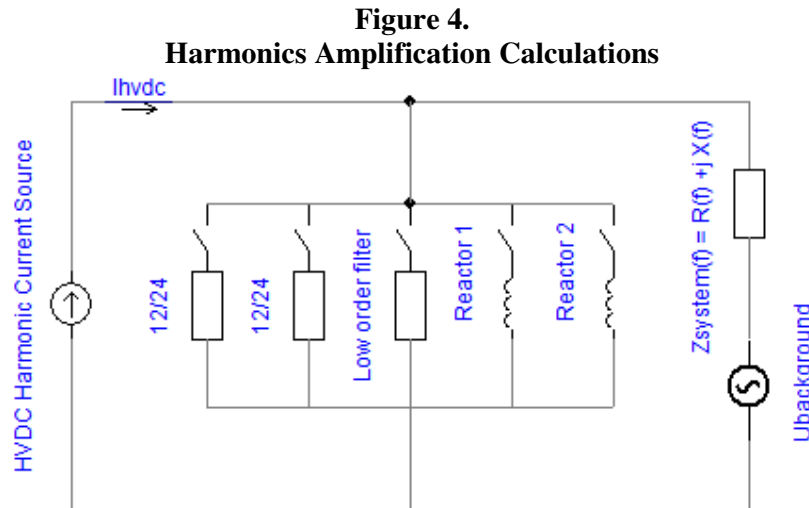 Figure 4.
Harmonics Amplification Calculations
Ihvdc
HVDC Harmonic Current Source
12/24
12/24
Low order filter
Reactor 1
Reactor 2
Zsystem(f) = R(f) +j X(f)
Ubackground